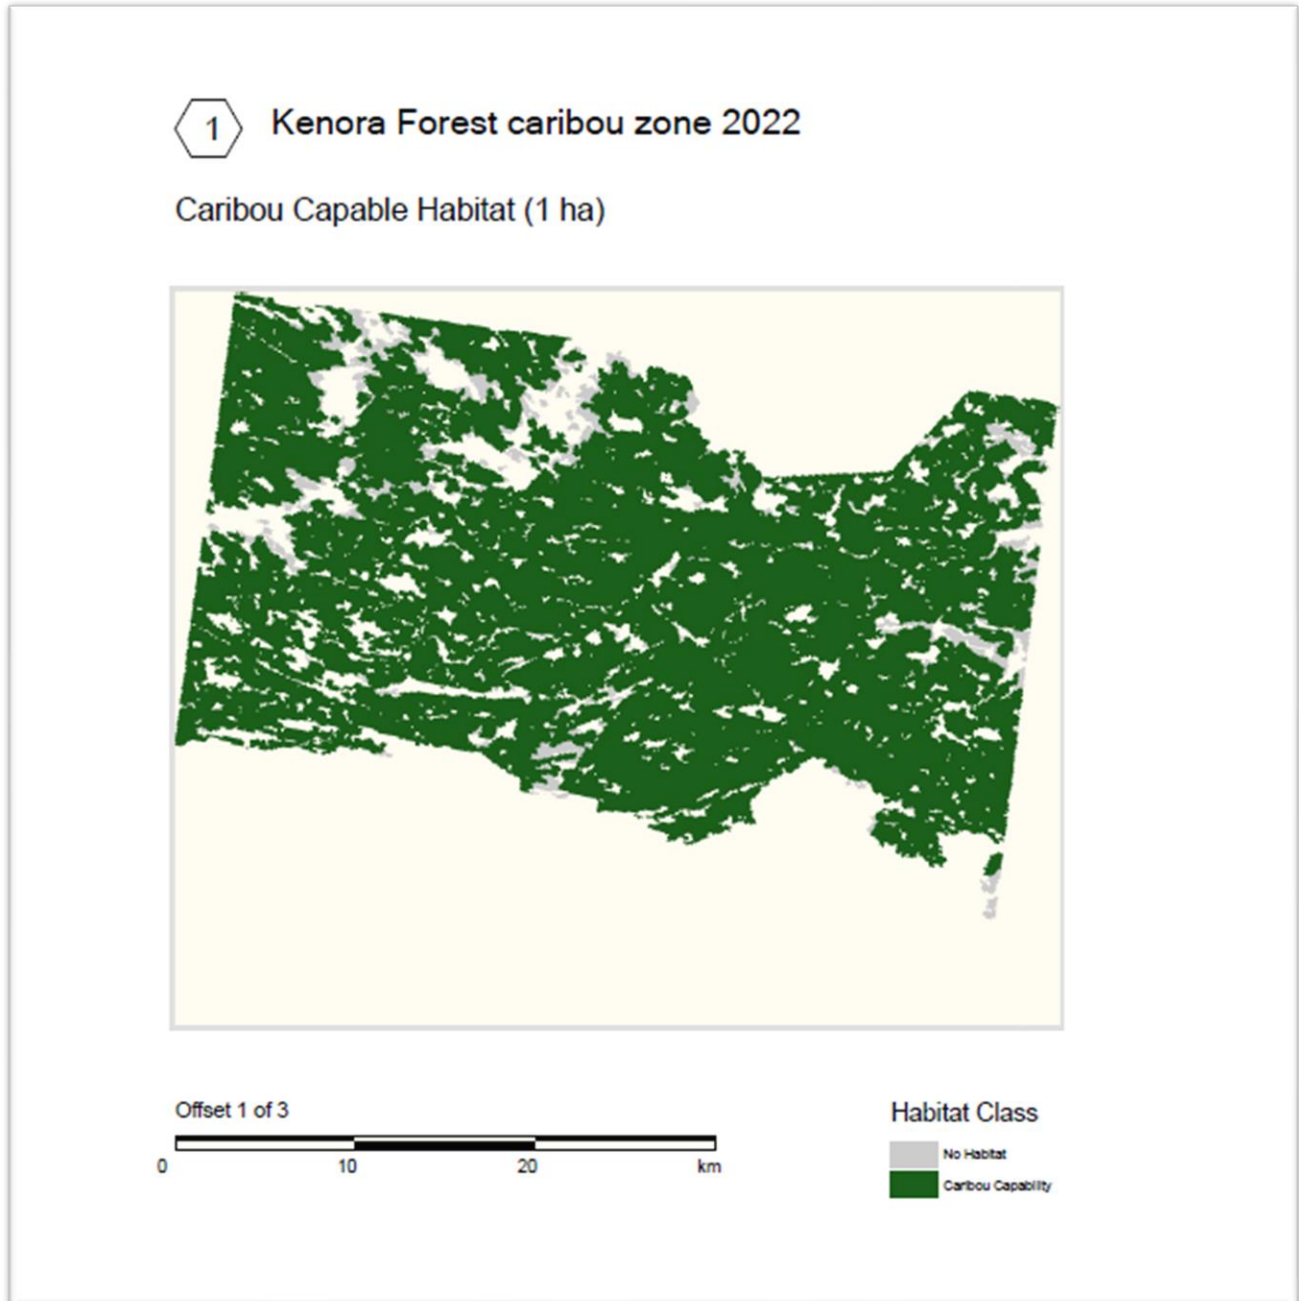 1 Kenora Forest caribou zone 2022
Caribou Capable Habitat (1 ha)
Offset 1 of 3
0 10 20 km
Habitat Class
No Habitat
Caribou Capability